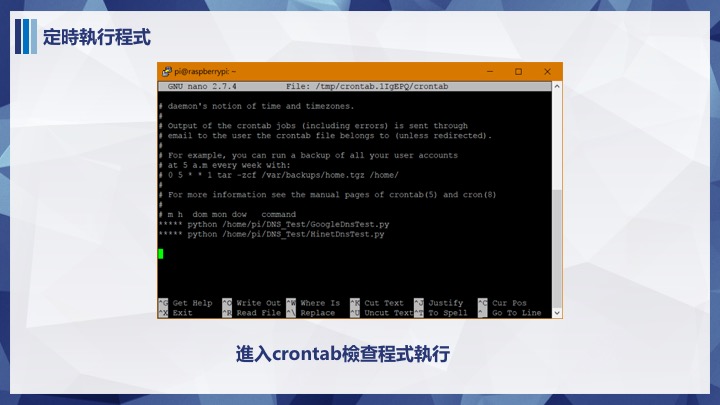 定時執行程式
pi@raspberrypi: ~
GNU nano 2.7.4 File: /tmp/crontab.1IgEPQ/crontab
# daemon's notion of time and timezones.
#
# Output of the crontab jobs (including errors) is sent through
# email to the user the crontab file belongs to (unless redirected).
#
# For example, you can run a backup of all your user accounts
# at 5 a.m every week with:
# 0 5 * * 1 tar -zcf /var/backups/home.tgz /home/
#
# For more information see the manual pages of crontab(5) and cron(8)
#
# m h  dom mon dow   command
***** python /home/pi/DNS_Test/GoogleDnsTest.py
***** python /home/pi/DNS_Test/HinetDnsTest.py
^G Get Help ^O Write Out ^W Where Is ^K Cut Text ^J Justify ^C Cur Pos
^X Exit ^R Read File ^\ Replace ^U Uncut Text ^T To Spell ^_ Go To Line
進入crontab檢查程式執行